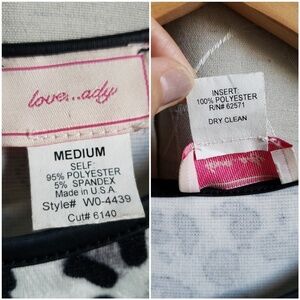 love...ady
MEDIUM
SELF:
95% POLYESTER
5% SPANDEX
Made in U.S.A.
Style# W0-4439
Cut# 6140
INSERT
100% POLYESTER
R/N# 62571
DRY CLEAN